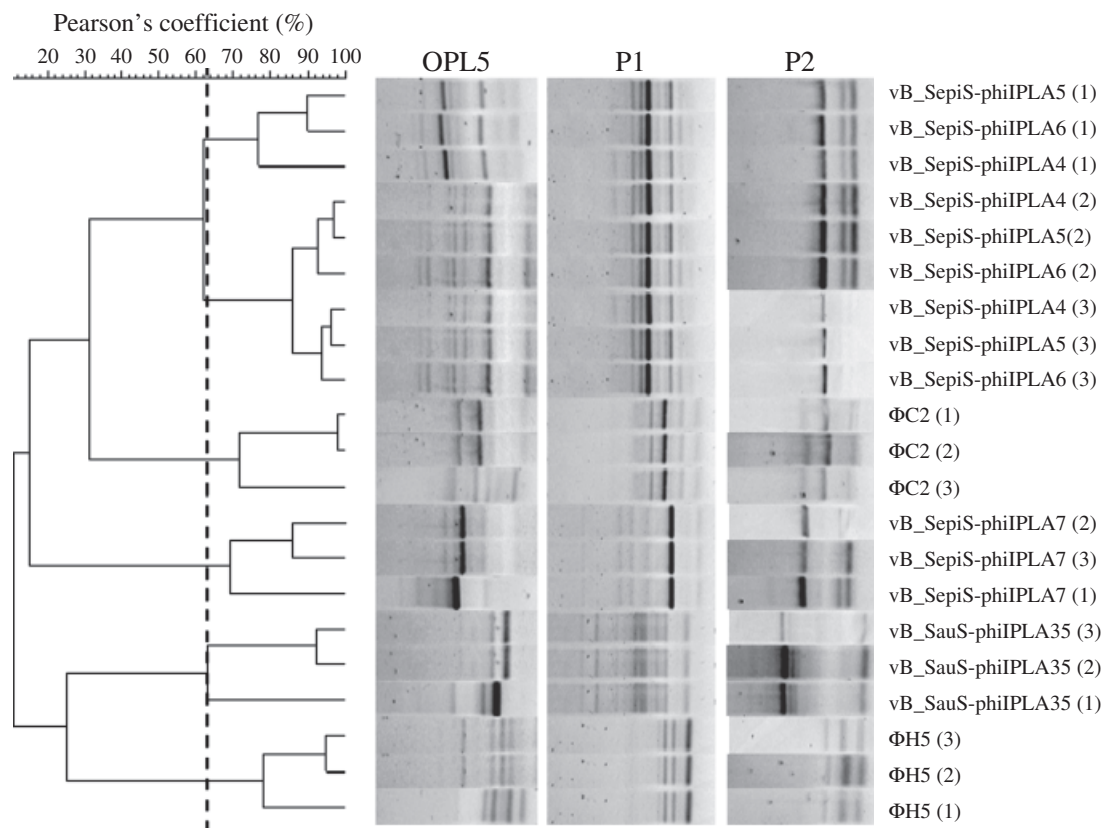 Pearson's coefficient (%)
20 30 40 50 60 70 80 90 100
OPL5 P1 P2
vB_SepiS-phiIPLA5 (1)
vB_SepiS-phiIPLA6 (1)
vB_SepiS-phiIPLA4 (1)
vB_SepiS-phiIPLA4 (2)
vB_SepiS-phiIPLA5(2)
vB_SepiS-phiIPLA6 (2)
vB_SepiS-phiIPLA4 (3)
vB_SepiS-phiIPLA5 (3)
vB_SepiS-phiIPLA6 (3)
ΦC2 (1)
ΦC2 (2)
ΦC2 (3)
vB_SepiS-phiIPLA7 (2)
vB_SepiS-phiIPLA7 (3)
vB_SepiS-phiIPLA7 (1)
vB_SauS-phiIPLA35 (3)
vB_SauS-phiIPLA35 (2)
vB_SauS-phiIPLA35 (1)
ΦH5 (3)
ΦH5 (2)
ΦH5 (1)